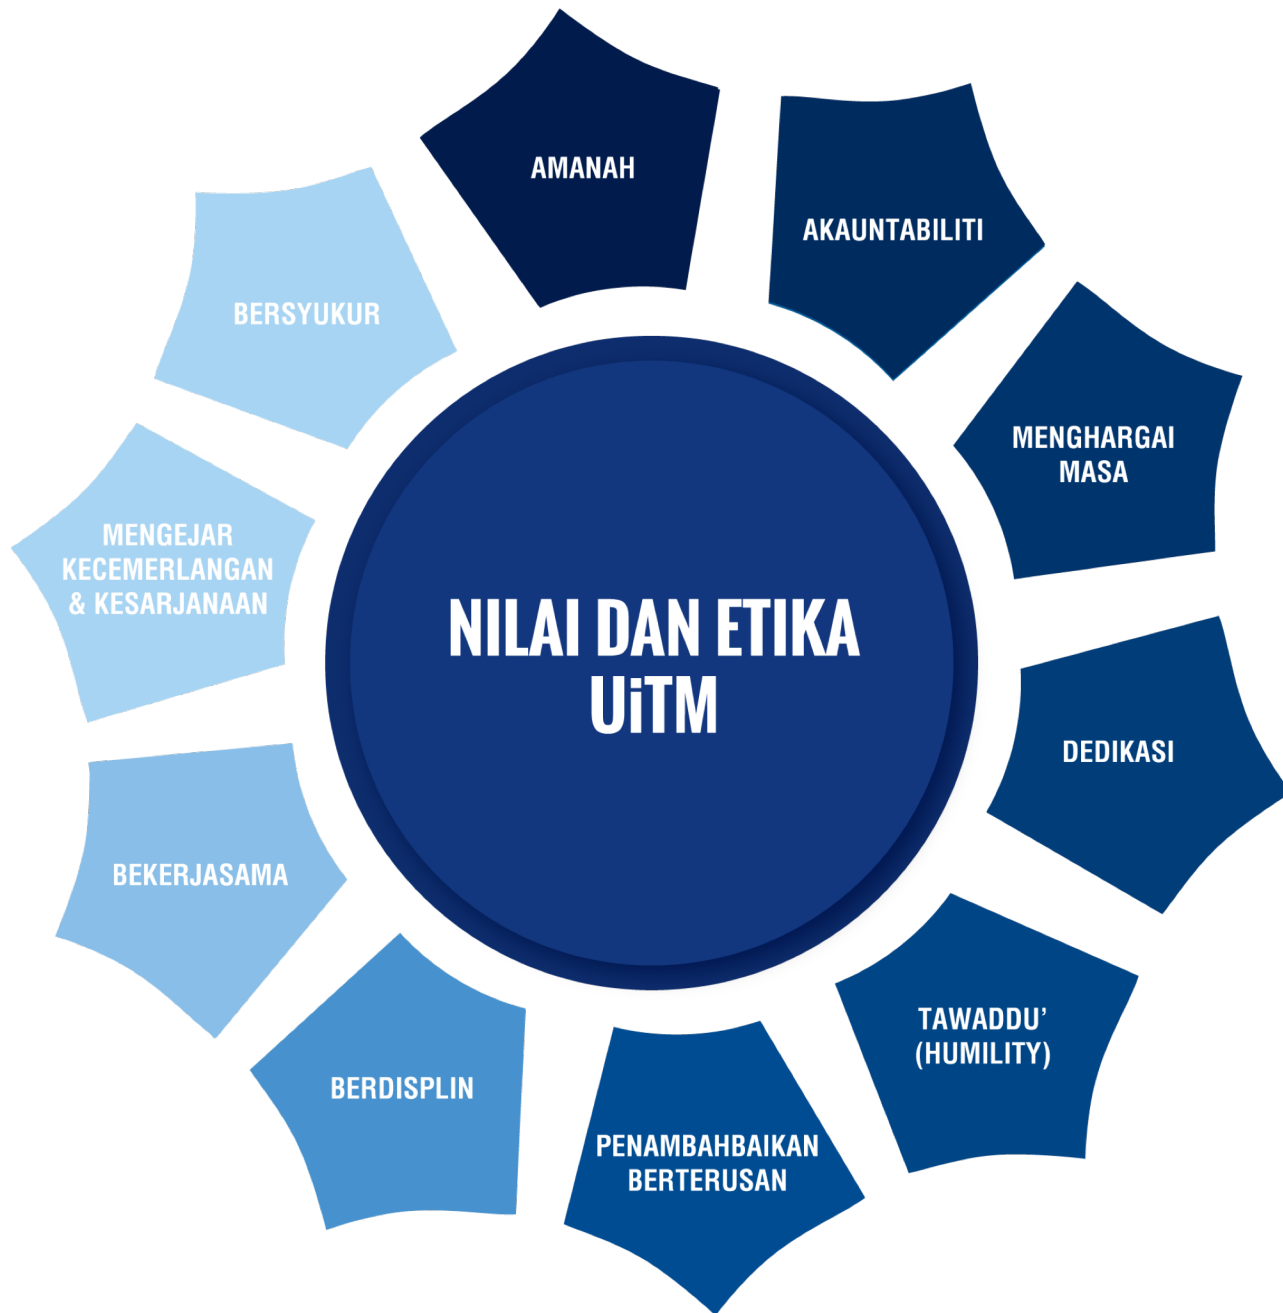 AMANAH
AKAUNTABILITI
MENGHARGAI
MASA
DEDIKASI
TAWADDU’
(HUMILITY)
PENAMBAHBAIKAN
BERTERUSAN
BERDISPLIN
BEKERJASAMA
MENGEJAR
KECEMERLANGAN
& KESARJANAAN
BERSYUKUR
NILAI DAN ETIKA
UiTM